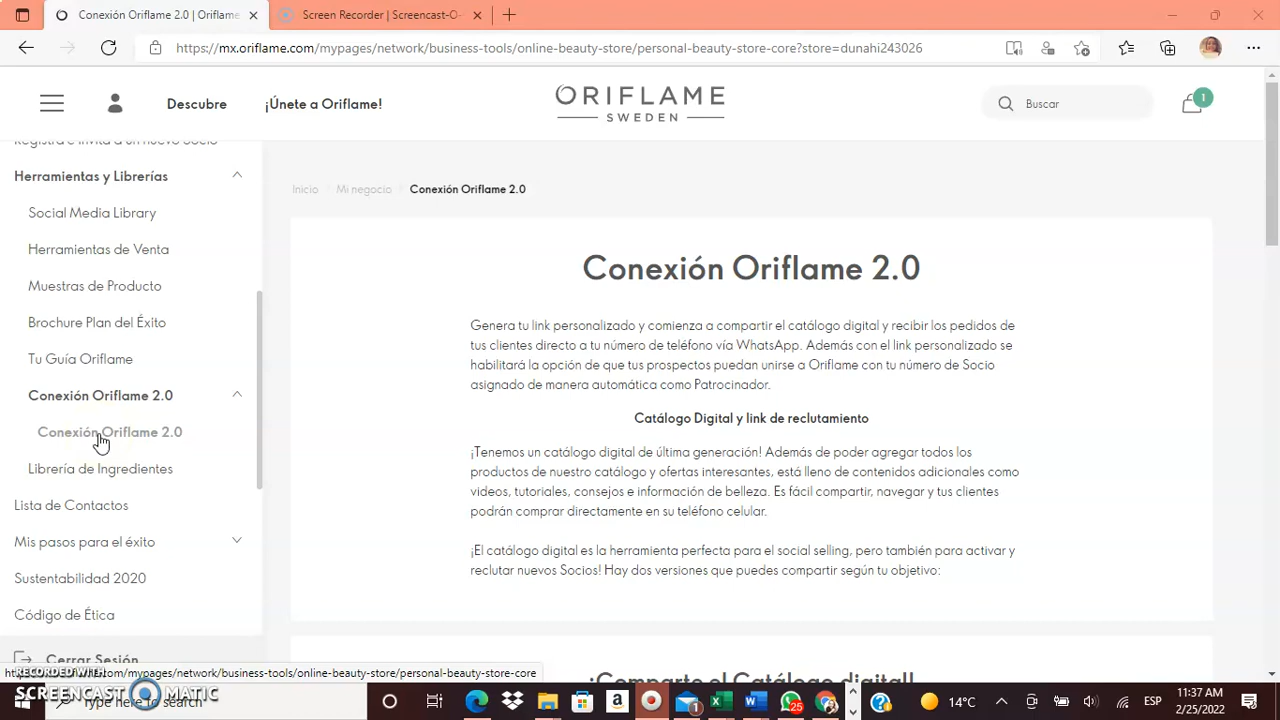 Conexión Oriflame 2.0 | Oriflame
Screen Recorder | Screencast-O-
https://mx.oriflame.com/mypages/network/business-tools/online-beauty-store/personal-beauty-store-core?store=dunahi243026
Descubre
¡Únete a Oriflame!
ORIFLAME
SWEDEN
Buscar
1
Registra e invita a un nuevo Socio
Herramientas y Librerías
Social Media Library
Herramientas de Venta
Muestras de Producto
Brochure Plan del Éxito
Tu Guía Oriflame
Conexión Oriflame 2.0
Conexión Oriflame 2.0
Librería de Ingredientes
Lista de Contactos
Mis pasos para el éxito
Sustentabilidad 2020
Código de Ética
Cerrar Sesión
Inicio / Mi negocio / Conexión Oriflame 2.0
Conexión Oriflame 2.0
Genera tu link personalizado y comienza a compartir el catálogo digital y recibir los pedidos de
tus clientes directo a tu número de teléfono vía WhatsApp. Además con el link personalizado se
habilitará la opción de que tus prospectos puedan unirse a Oriflame con tu número de Socio
asignado de manera automática como Patrocinador.
Catálogo Digital y link de reclutamiento
¡Tenemos un catálogo digital de última generación! Además de poder agregar todos los
productos de nuestro catálogo y ofertas interesantes, está lleno de contenidos adicionales como
videos, tutoriales, consejos e información de belleza. Es fácil compartir, navegar y tus clientes
podrán comprar directamente en su teléfono celular.
¡El catálogo digital es la herramienta perfecta para el social selling, pero también para activar y
reclutar nuevos Socios! Hay dos versiones que puedes compartir según tu objetivo:
¡Comparte el Catálogo digital!
.com/mypages/network/business-tools/online-beauty-store/personal-beauty-store-core
RECORDED WITH
SCREENCAST MATIC
Type here to search
1
25
14°C
ESP
11:37 AM
2/25/2022